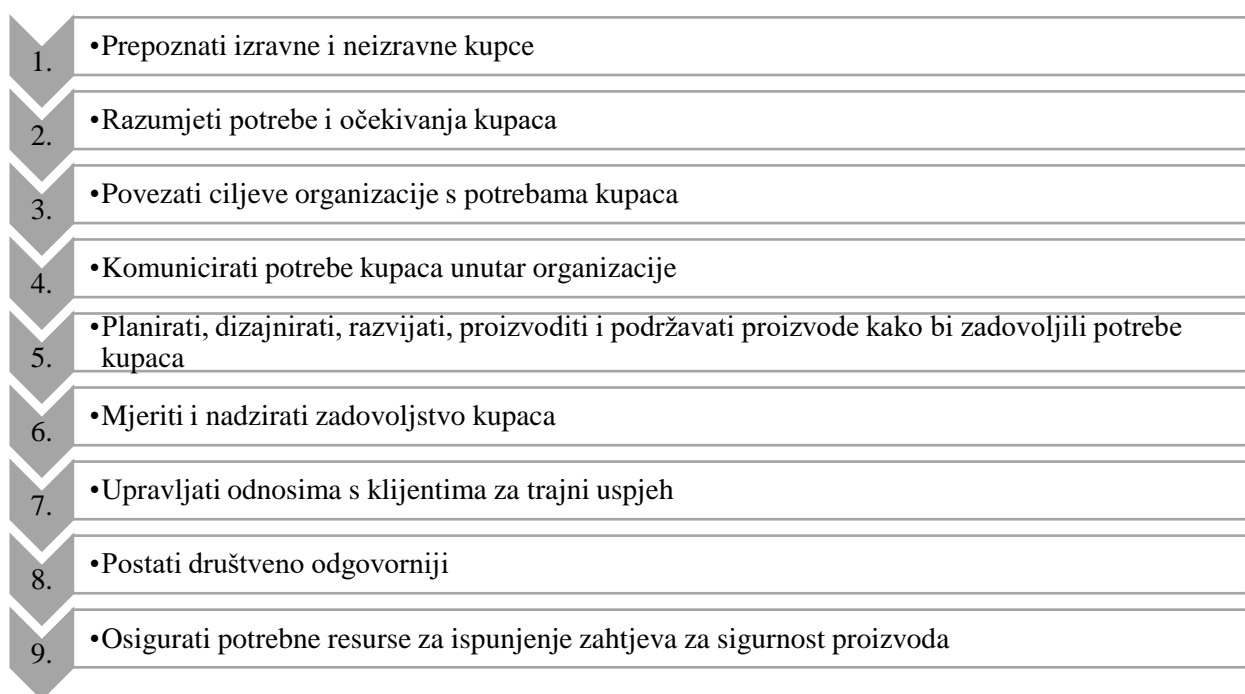 1. •Prepoznati izravne i neizravne kupce
2. •Razumjeti potrebe i očekivanja kupaca
3. •Povezati ciljeve organizacije s potrebama kupaca
4. •Komunicirati potrebe kupaca unutar organizacije
5. •Planirati, dizajnirati, razvijati, proizvoditi i podržavati proizvode kako bi zadovoljili potrebe
kupaca
6. •Mjeriti i nadzirati zadovoljstvo kupaca
7. •Upravljati odnosima s klijentima za trajni uspjeh
8. •Postati društveno odgovorniji
9. •Osigurati potrebne resurse za ispunjenje zahtjeva za sigurnost proizvoda